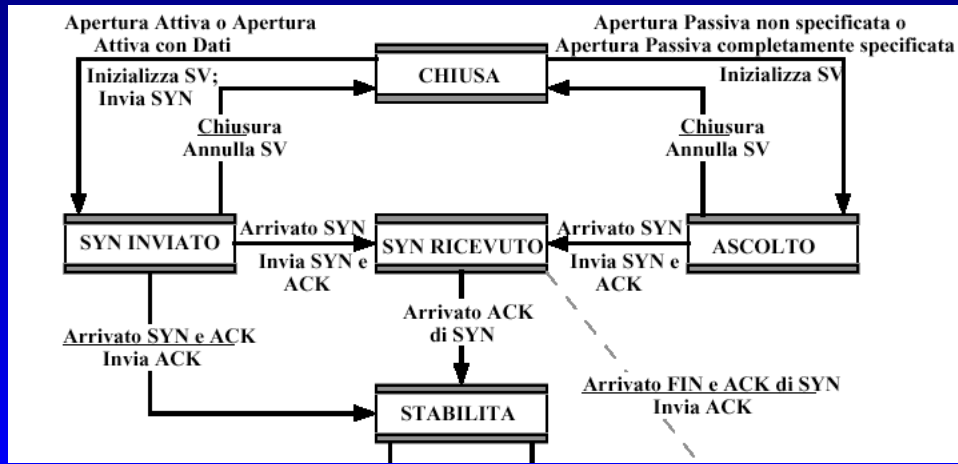 Apertura Attiva o Apertura
Attiva con Dati
Inizializza SV;
Invia SYN
CHIUSA
Apertura Passiva non specificata o
Apertura Passiva completamente specificata
Inizializza SV
Chiusura
Annulla SV
Chiusura
Annulla SV
SYN INVIATO
Arrivato SYN
Invia SYN e
ACK
SYN RICEVUTO
Arrivato SYN
Invia SYN e
ACK
ASCOLTO
Arrivato SYN e ACK
Invia ACK
Arrivato ACK
di SYN
Arrivato FIN e ACK di SYN
Invia ACK
STABILITA